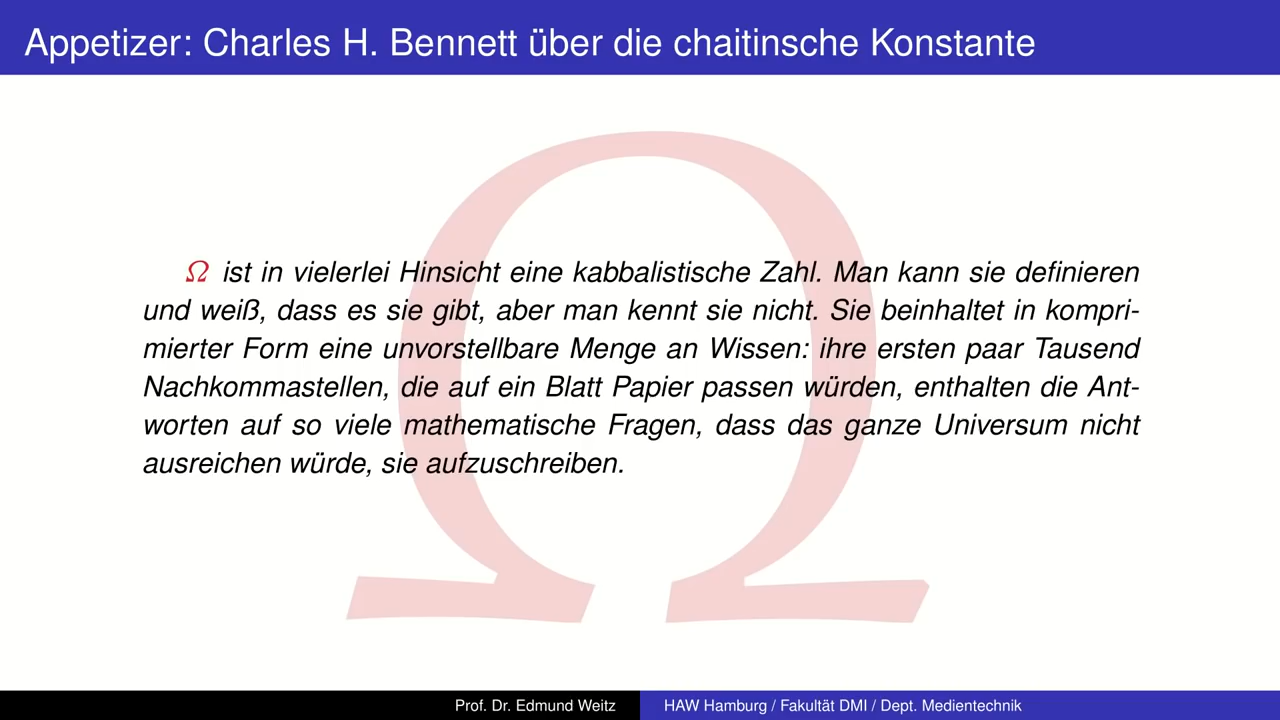 Appetizer: Charles H. Bennett über die chaitinsche Konstante
Ω ist in vielerlei Hinsicht eine kabbalistische Zahl. Man kann sie definieren
und weiß, dass es sie gibt, aber man kennt sie nicht. Sie beinhaltet in kompri-
mierter Form eine unvorstellbare Menge an Wissen: ihre ersten paar Tausend
Nachkommastellen, die auf ein Blatt Papier passen würden, enthalten die Ant-
worten auf so viele mathematische Fragen, dass das ganze Universum nicht
ausreichen würde, sie aufzuschreiben.
Ω
Prof. Dr. Edmund Weitz
HAW Hamburg / Fakultät DMI / Dept. Medientechnik